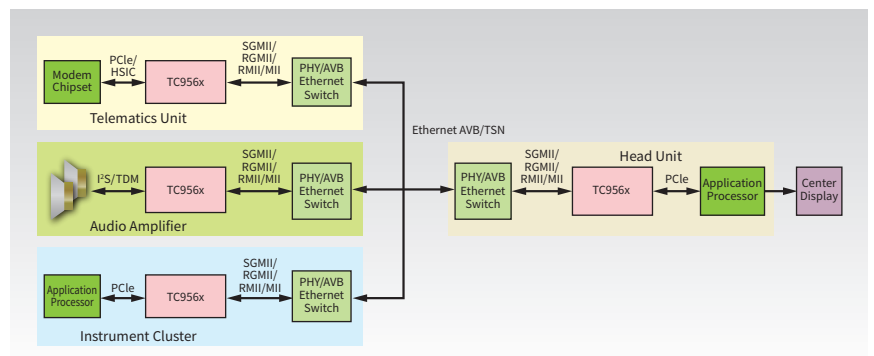 Modem
Chipset
PCIe/
HSIC
TC956x
SGMII/
RGMII/
RMII/MII
PHY/AVB
Ethernet
Switch
Telematics Unit
Ethernet AVB/TSN
I²S/TDM
TC956x
SGMII/
RGMII/
RMII/MII
PHY/AVB
Ethernet
Switch
Audio Amplifier
Head Unit
PHY/AVB
Ethernet
Switch
SGMII/
RGMII/
RMII/MII
TC956x
PCIe
Application
Processor
Center
Display
Application
Processor
PCIe
TC956x
SGMII/
RGMII/
RMII/MII
PHY/AVB
Ethernet
Switch
Instrument Cluster